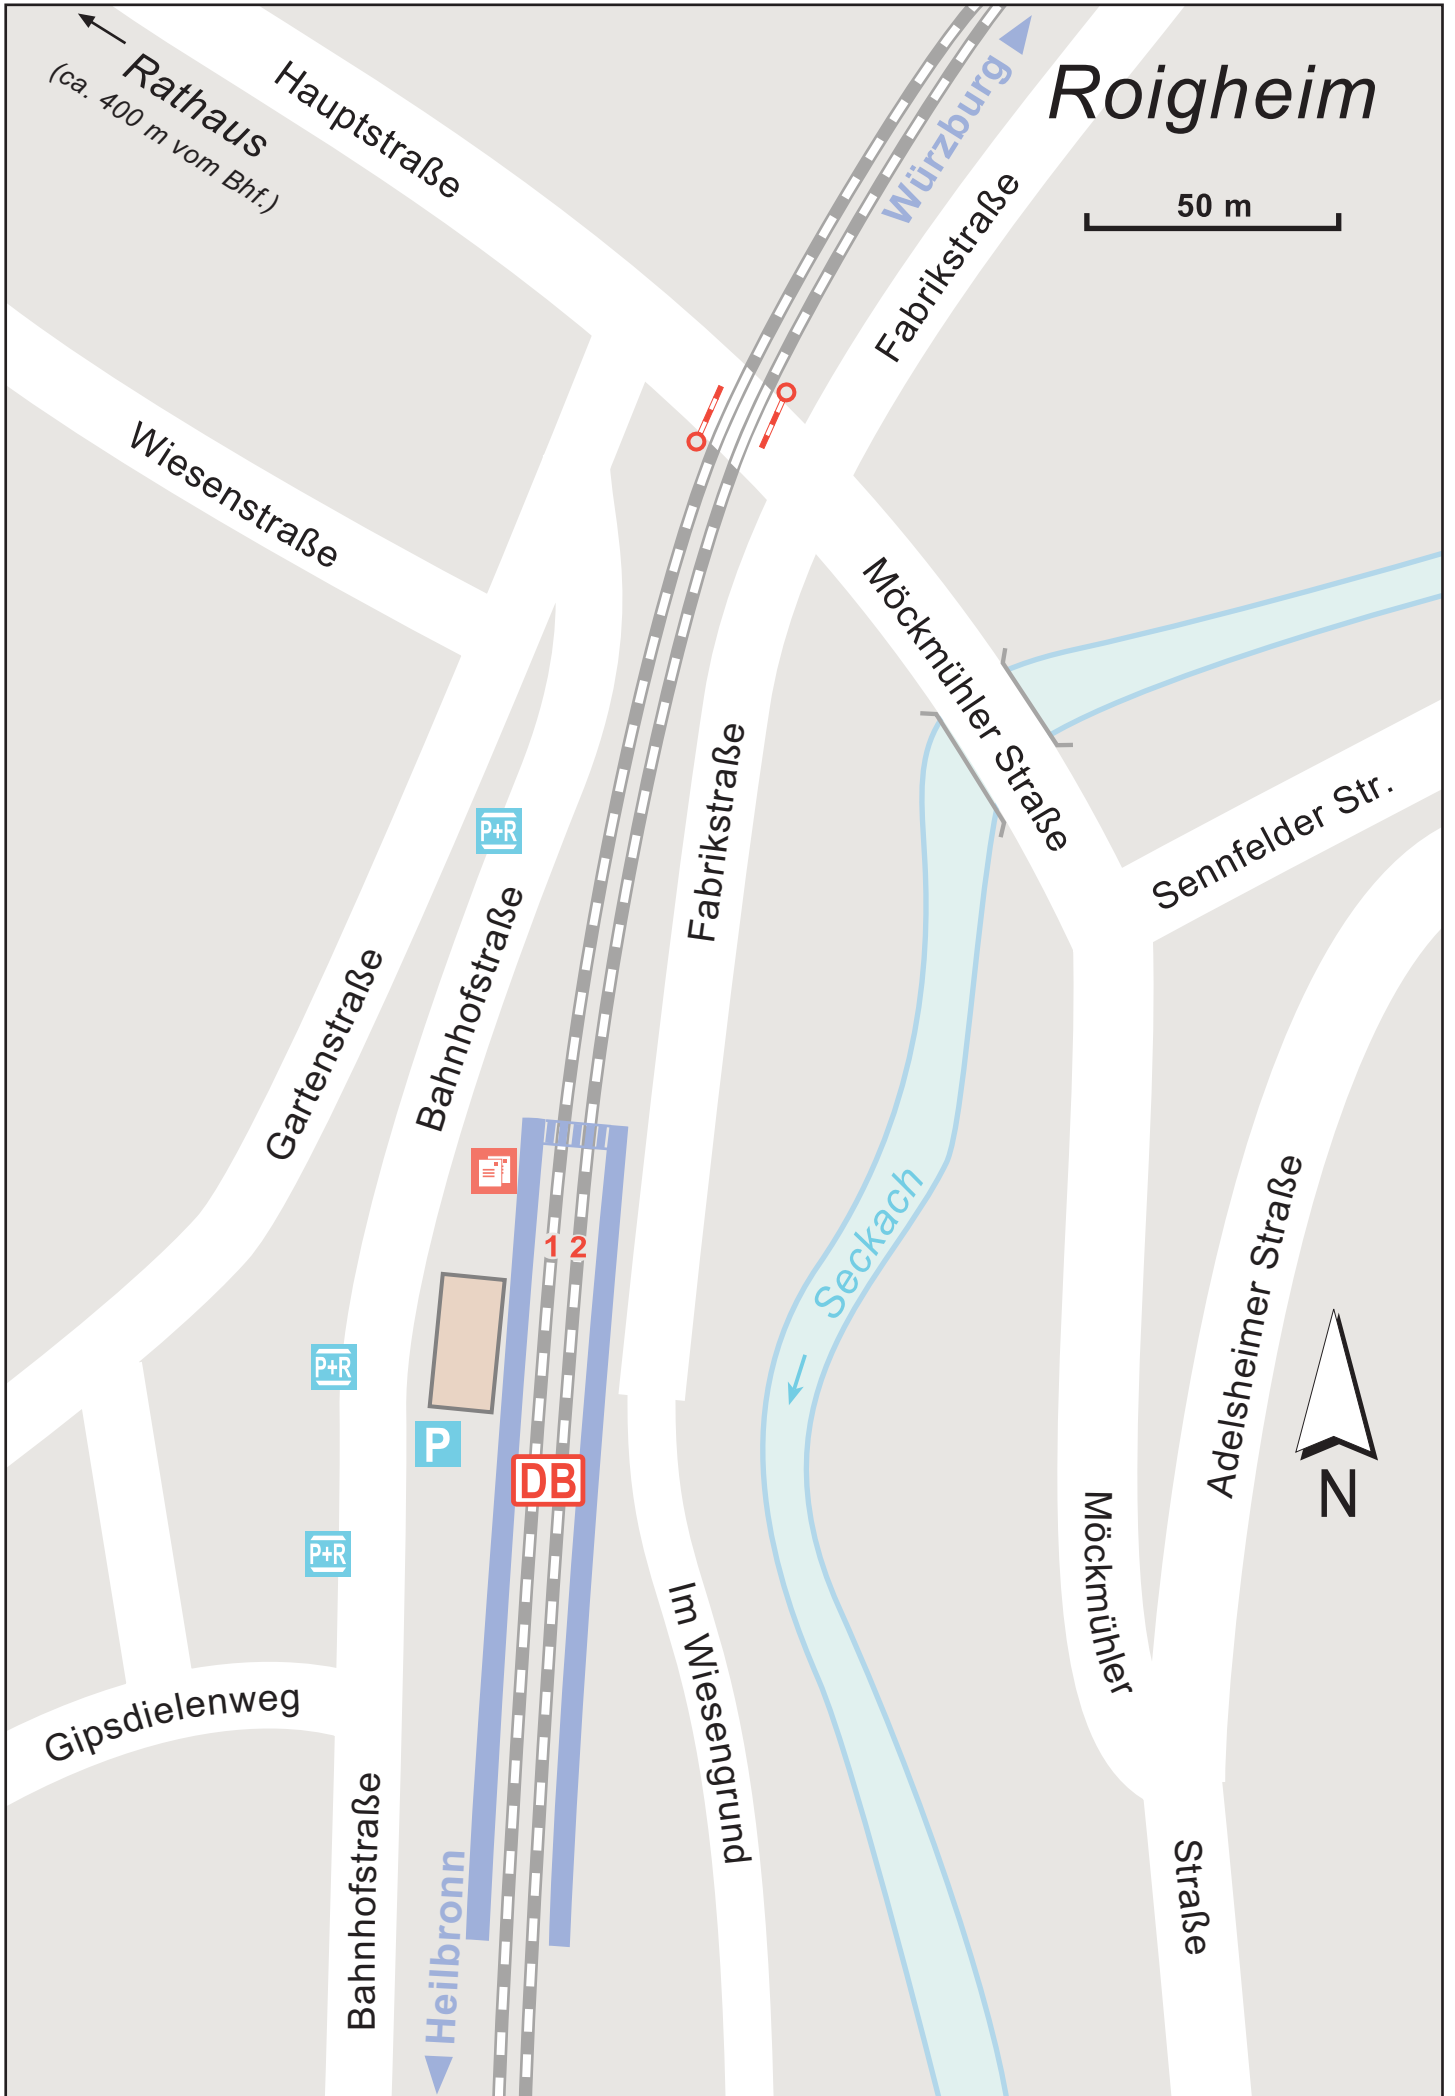 Roigheim
50 m
Rathaus
(ca. 400 m vom Bhf.)
Hauptstraße
Würzburg
Fabrikstraße
Wiesenstraße
Möckmühler Straße
Sennfelder Str.
Fabrikstraße
P+R
Bahnhofstraße
Gartenstraße
Seckach
Adelsheimer Straße
1 2
P+R
P
DB
N
P+R
Möckmühler
Im Wiesengrund
Gipsdielenweg
Bahnhofstraße
Heilbronn
Straße